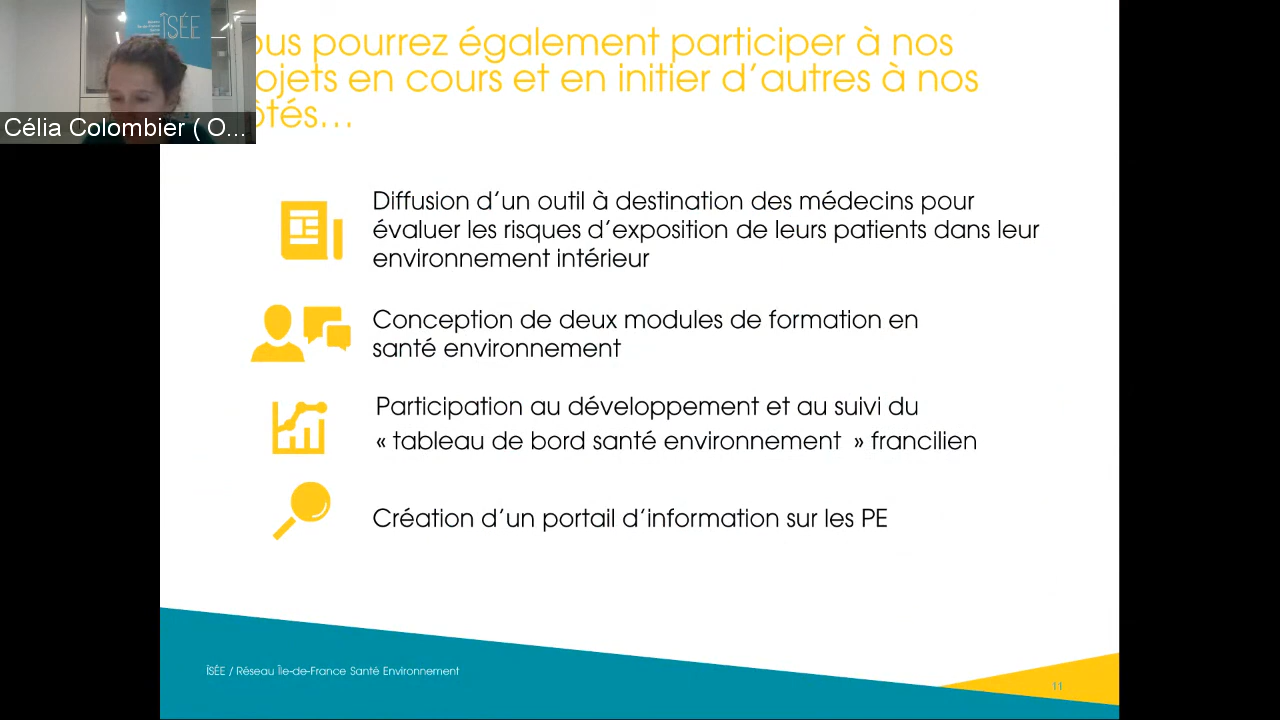 ÎSÉE
Célia Colombier ( O...
ous pourrez également participer à nos
ojets en cours et en initier d’autres à nos
ôtés…
Diffusion d’un outil à destination des médecins pour
évaluer les risques d’exposition de leurs patients dans leur
environnement intérieur
Conception de deux modules de formation en
santé environnement
Participation au développement et au suivi du
« tableau de bord santé environnement » francilien
Création d’un portail d’information sur les PE
ÎSÉE / Réseau Île-de-France Santé Environnement
11